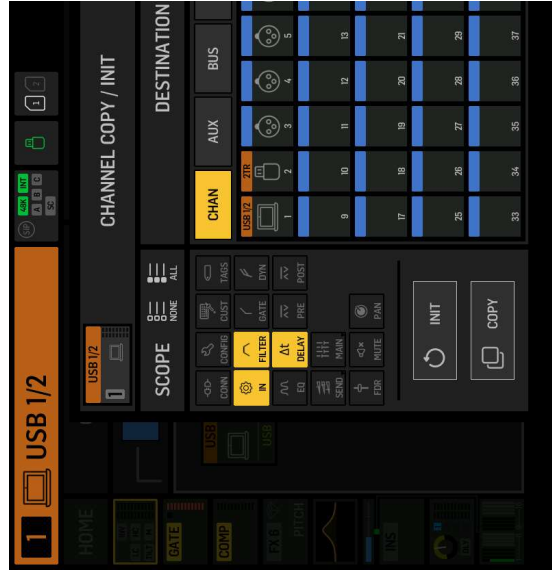 1 USB 1/2
S/P 48K INT
A B C
SC
1 2
HOME
CHANNEL COPY / INIT
USB 1/2
1
SCOPE
NONE
ALL
DESTINATION
CONN CONFIG CUST TAGS
IN FILTER GATE DYN
EQ DELAY PRE POST
SEND MAIN
FDR MUTE PAN
INIT
COPY
CHAN AUX BUS
USB 1/2 2TR
1 2 3 4 5
9 10 11 12 13
17 18 19 20 21
25 26 27 28 29
33 34 35 36 37
GATE
COMP
FX 6
PITCH
INS
USB
USB